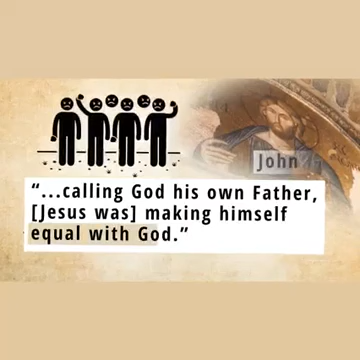 John
“...calling God his own Father,
[Jesus was] making himself
equal with God.”